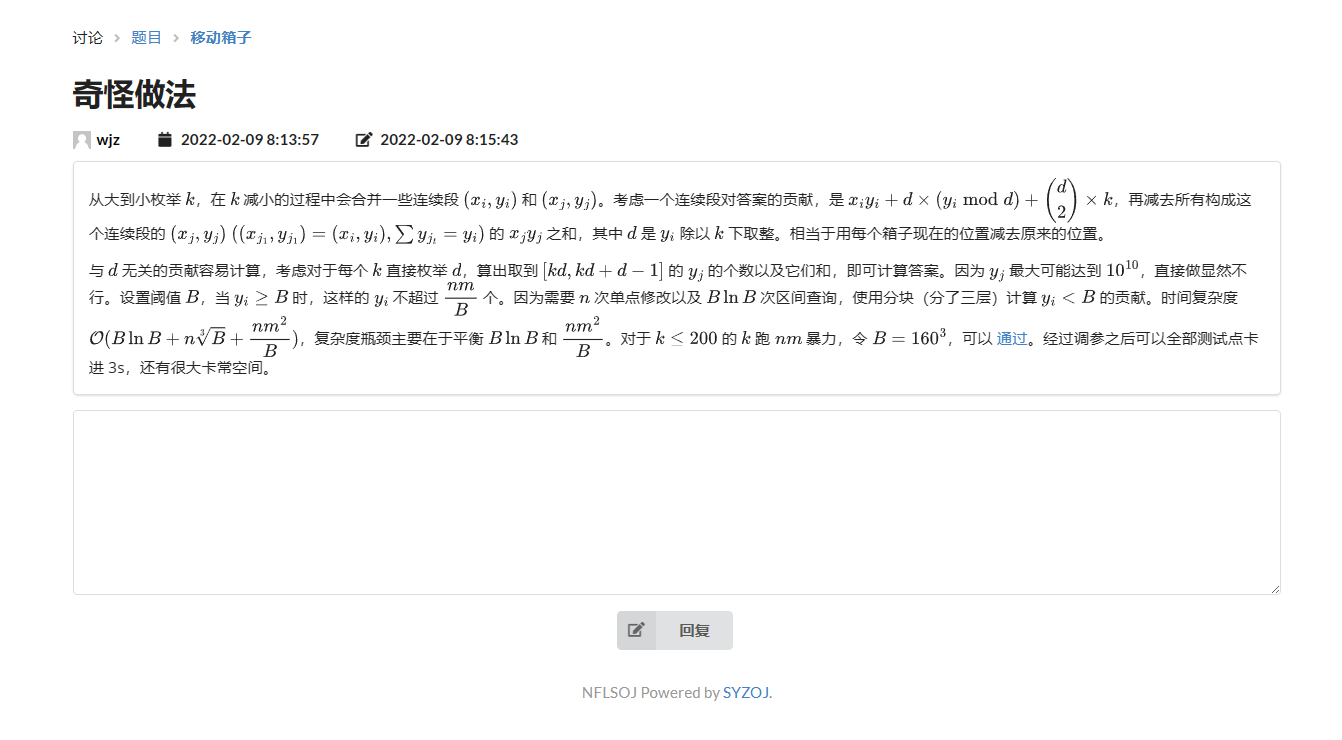 讨论 › 题目 › 移动箱子
奇怪做法
wjz 2022-02-09 8:13:57 2022-02-09 8:15:43
从大到小枚举 $k$，在 $k$ 减小的过程中会合并一些连续段 $(x_i, y_i)$ 和 $(x_j, y_j)$。考虑一个连续段对答案的贡献，是 $x_i y_i + d \times (y_i \bmod d) + \binom{d}{2} \times k$，再减去所有构成这
个连续段的 $(x_j, y_j)$ $((x_{j_1}, y_{j_1}) = (x_i, y_i), \sum y_{j_t} = y_i)$ 的 $x_j y_j$ 之和，其中 $d$ 是 $y_i$ 除以 $k$ 下取整。相当于用每个箱子现在的位置减去原来的位置。
与 $d$ 无关的贡献容易计算，考虑对于每个 $k$ 直接枚举 $d$，算出取到 $[kd, kd + d - 1]$ 的 $y_j$ 的个数以及它们和，即可计算答案。因为 $y_j$ 最大可能达到 $10^{10}$，直接做显然不
行。设置阈值 $B$，当 $y_i \geq B$ 时，这样的 $y_i$ 不超过 $\dfrac{nm}{B}$ 个。因为需要 $n$ 次单点修改以及 $B \ln B$ 次区间查询，使用分块（分了三层）计算 $y_i < B$ 的贡献。时间复杂度
$\mathcal{O}(B \ln B + n\sqrt[3]{B} + \dfrac{nm^2}{B})$，复杂度瓶颈主要在于平衡 $B \ln B$ 和 $\dfrac{nm^2}{B}$。对于 $k \leq 200$ 的 $k$ 跑 $nm$ 暴力，令 $B = 160^3$，可以 通过。经过调参之后可以全部测试点卡
进 3s，还有很大卡常空间。
回复
NFLSOJ Powered by SYZOJ.